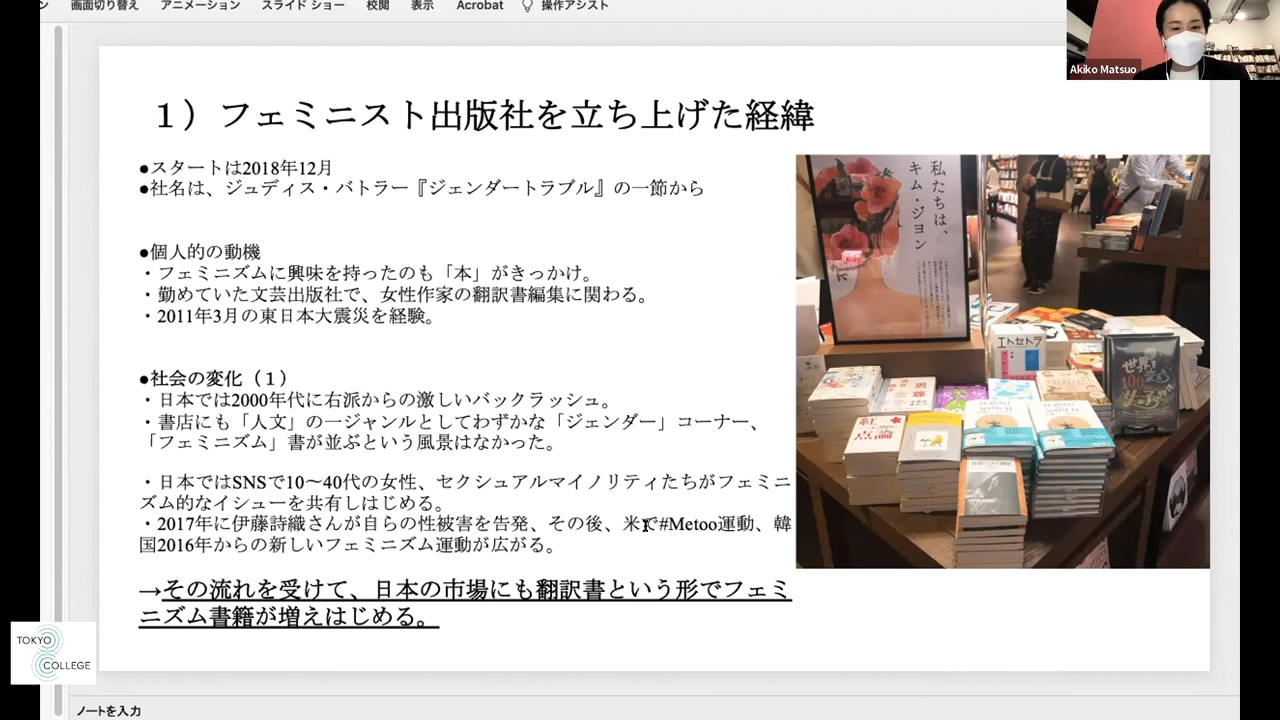 画面切り替え アニメーション スライド ショー 校閲 表示 Acrobat 操作アシスト
Akiko Matsuo
1）フェミニスト出版社を立ち上げた経緯
●スタートは2018年12月
●社名は、ジュディス・バトラー『ジェンダートラブル』の一節から
●個人的の動機
・フェミニズムに興味を持ったのも「本」がきっかけ。
・勤めていた文芸出版社で、女性作家の翻訳書編集に関わる。
・2011年3月の東日本大震災を経験。
●社会の変化（１）
・日本では2000年代に右派からの激しいバックラッシュ。
・書店にも「人文」の一ジャンルとしてわずかな「ジェンダー」コーナー、
「フェミニズム」書が並ぶという風景はなかった。
・日本ではSNSで10～40代の女性、セクシュアルマイノリティたちがフェミニ
ズム的なイシューを共有しはじめる。
・2017年に伊藤詩織さんが自らの性被害を告発、その後、米で#Metoo運動、韓
国2016年からの新しいフェミニズム運動が広がる。
→その流れを受けて、日本の市場にも翻訳書という形でフェミ
ニズム書籍が増えはじめる。
私たちは、
キム・ジヨン
エトセトラ
世界を変えた
100人の
TOKYO
COLLEGE
ノートを入力